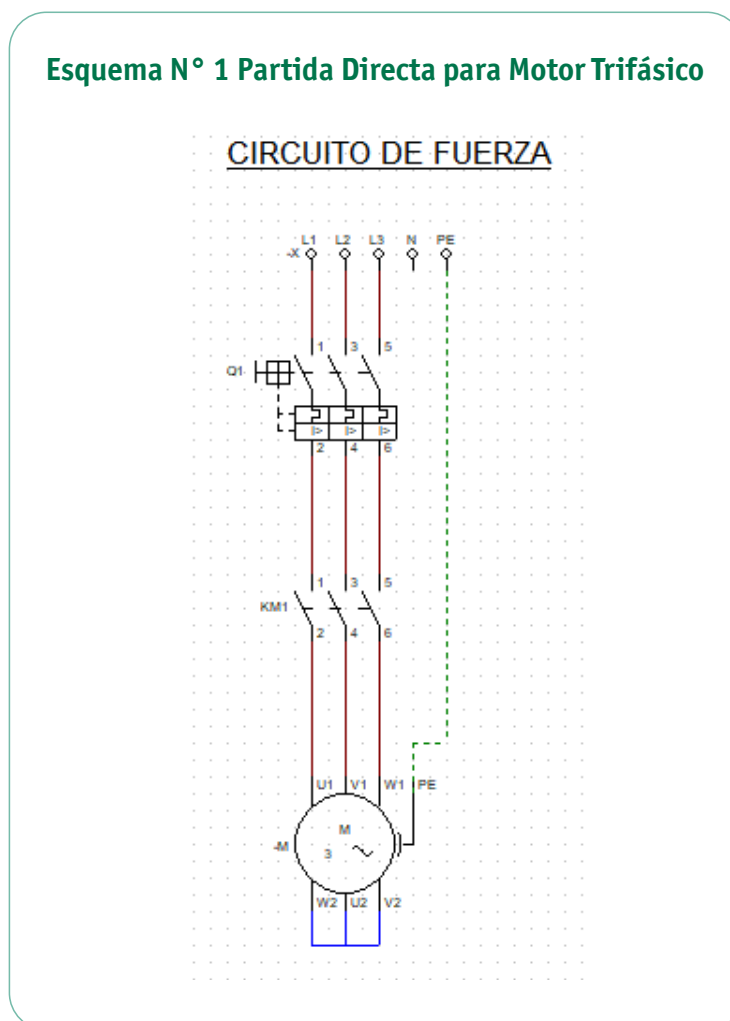 Esquema N° 1 Partida Directa para Motor Trifásico
CIRCUITO DE FUERZA
L1 L2 L3 N PE
-X
1 3 5
Q1
I> I> I>
2 4 6
1 3 5
KM1
2 4 6
U1 V1 W1 PE
M
-M
3 ~
W2 U2 V2